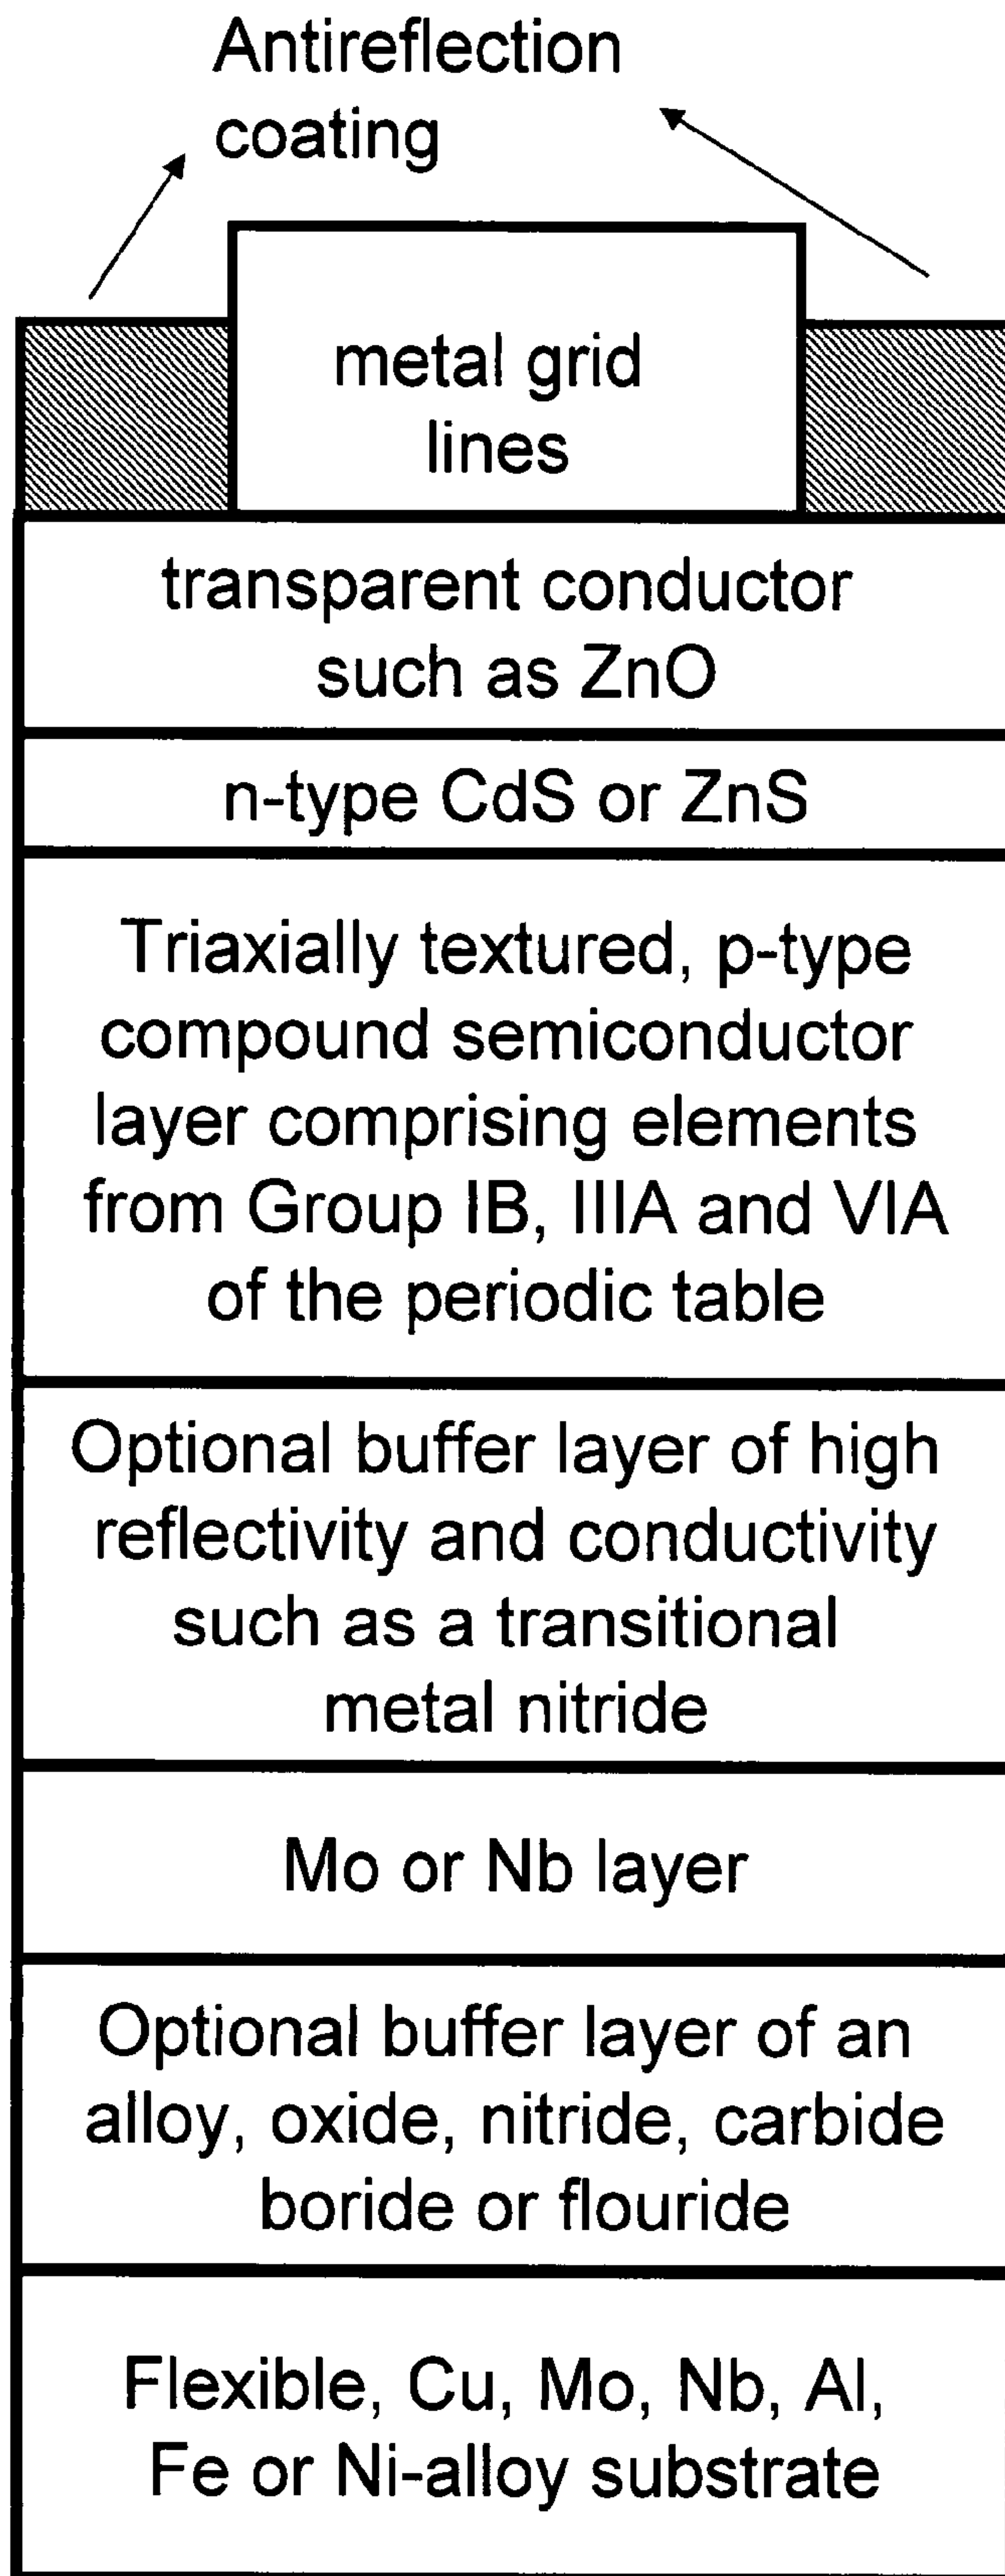 Antireflection
coating
metal grid
lines
transparent conductor
such as ZnO
n-type CdS or ZnS
Triaxially textured, p-type
compound semiconductor
layer comprising elements
from Group IB, IIIA and VIA
of the periodic table
Optional buffer layer of high
reflectivity and conductivity
such as a transitional
metal nitride
Mo or Nb layer
Optional buffer layer of an
alloy, oxide, nitride, carbide
boride or flouride
Flexible, Cu, Mo, Nb, Al,
Fe or Ni-alloy substrate